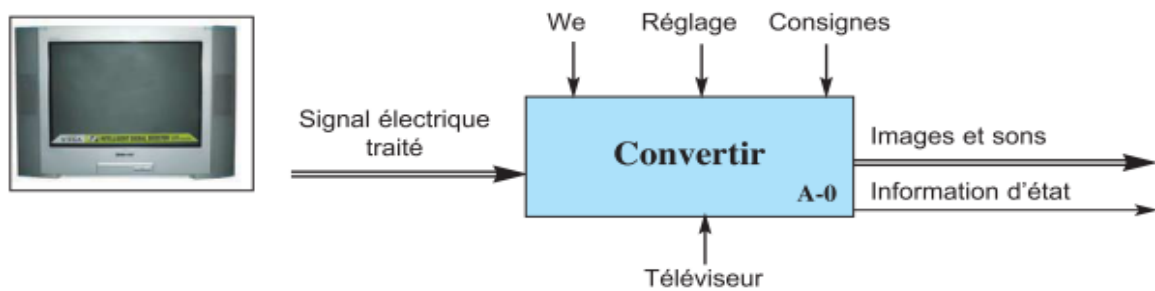 We Réglage Consignes
Signal électrique
traité
Convertir
A-0
Images et sons
Information d'état
Téléviseur